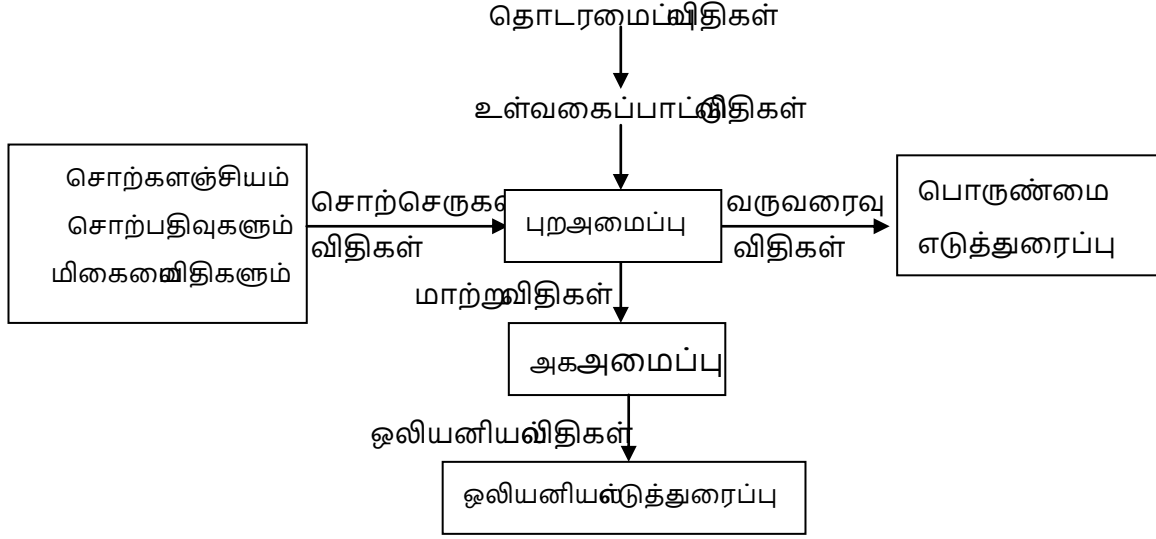 தொடரமைப்பு விதிகள்
உள்வகைப்பாட்டு விதிகள்
சொற்களஞ்சியம்
சொற்பதிவுகளும்
விதிகளும்
விதிகள்
புறஅமைப்பு
வருவரைவு
விதிகள்
பொருண்மை
எடுத்துரைப்பு
மாற்று விதிகள்
அகஅமைப்பு
ஒலியனியல் விதிகள்
ஒலியனியல் எடுத்துரைப்பு